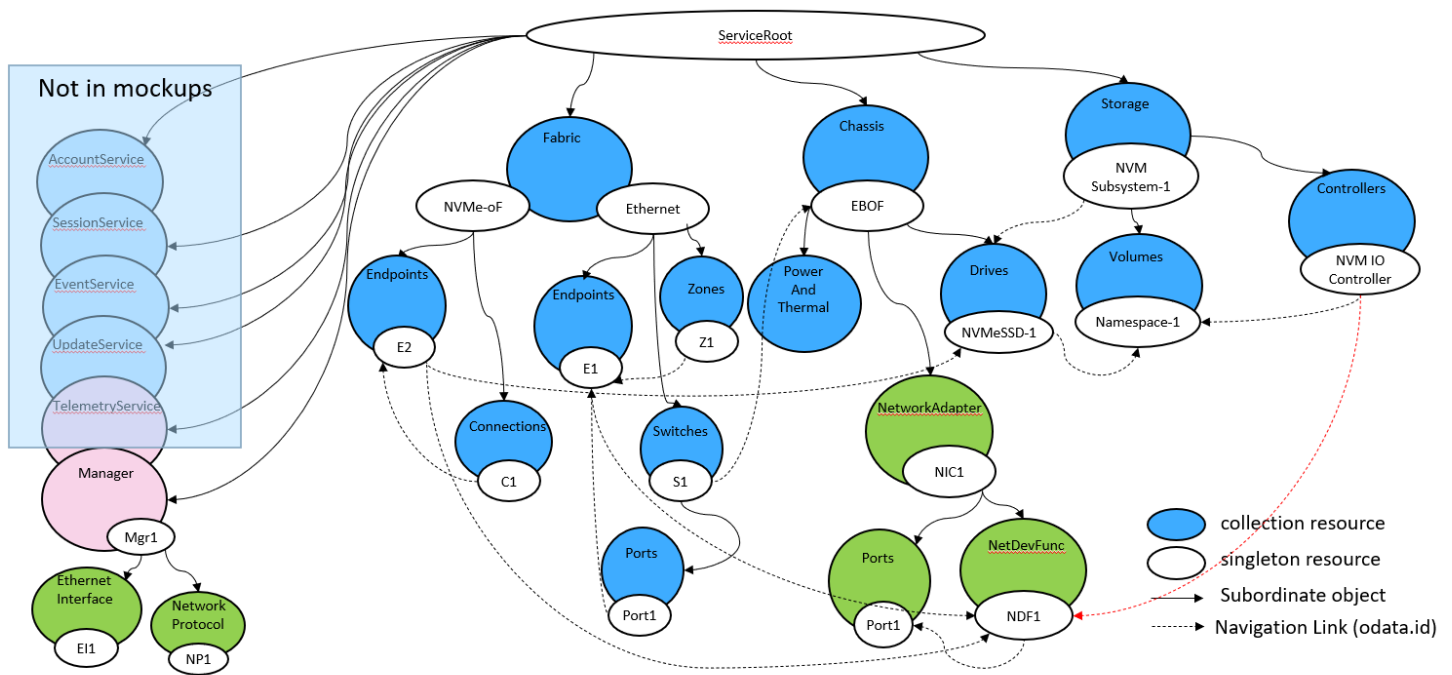 ServiceRoot
Not in mockups
AccountService
SessionService
EventService
UpdateService
TelemetryService
Manager
Mgr1
Ethernet
Interface
EI1
Network
Protocol
NP1
Fabric
NVMe-oF
Ethernet
Endpoints
E2
Connections
C1
Endpoints
E1
Zones
Z1
Switches
S1
Ports
Port1
Chassis
EBOF
Power
And
Thermal
Drives
NVMeSSD-1
NetworkAdapter
NIC1
Ports
Port1
NetDevFunc
NDF1
Storage
NVM
Subsystem-1
Volumes
Namespace-1
Controllers
NVM IO
Controller
collection resource
singleton resource
Subordinate object
Navigation Link (odata.id)